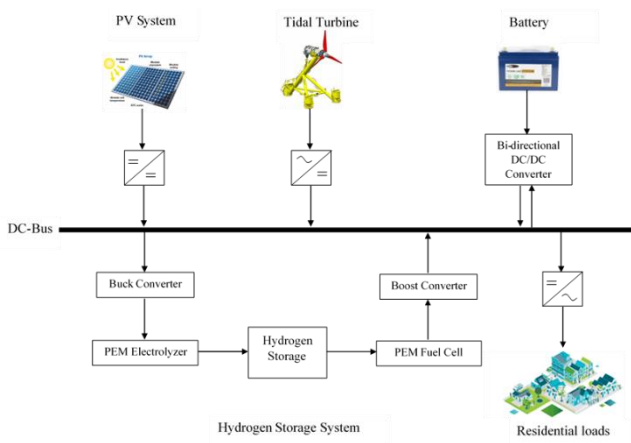 PV System
Tidal Turbine
Battery
Bi-directional
DC/DC
Converter
DC-Bus
Buck Converter
Boost Converter
PEM Electrolyzer
Hydrogen
Storage
PEM Fuel Cell
Hydrogen Storage System
Residential loads